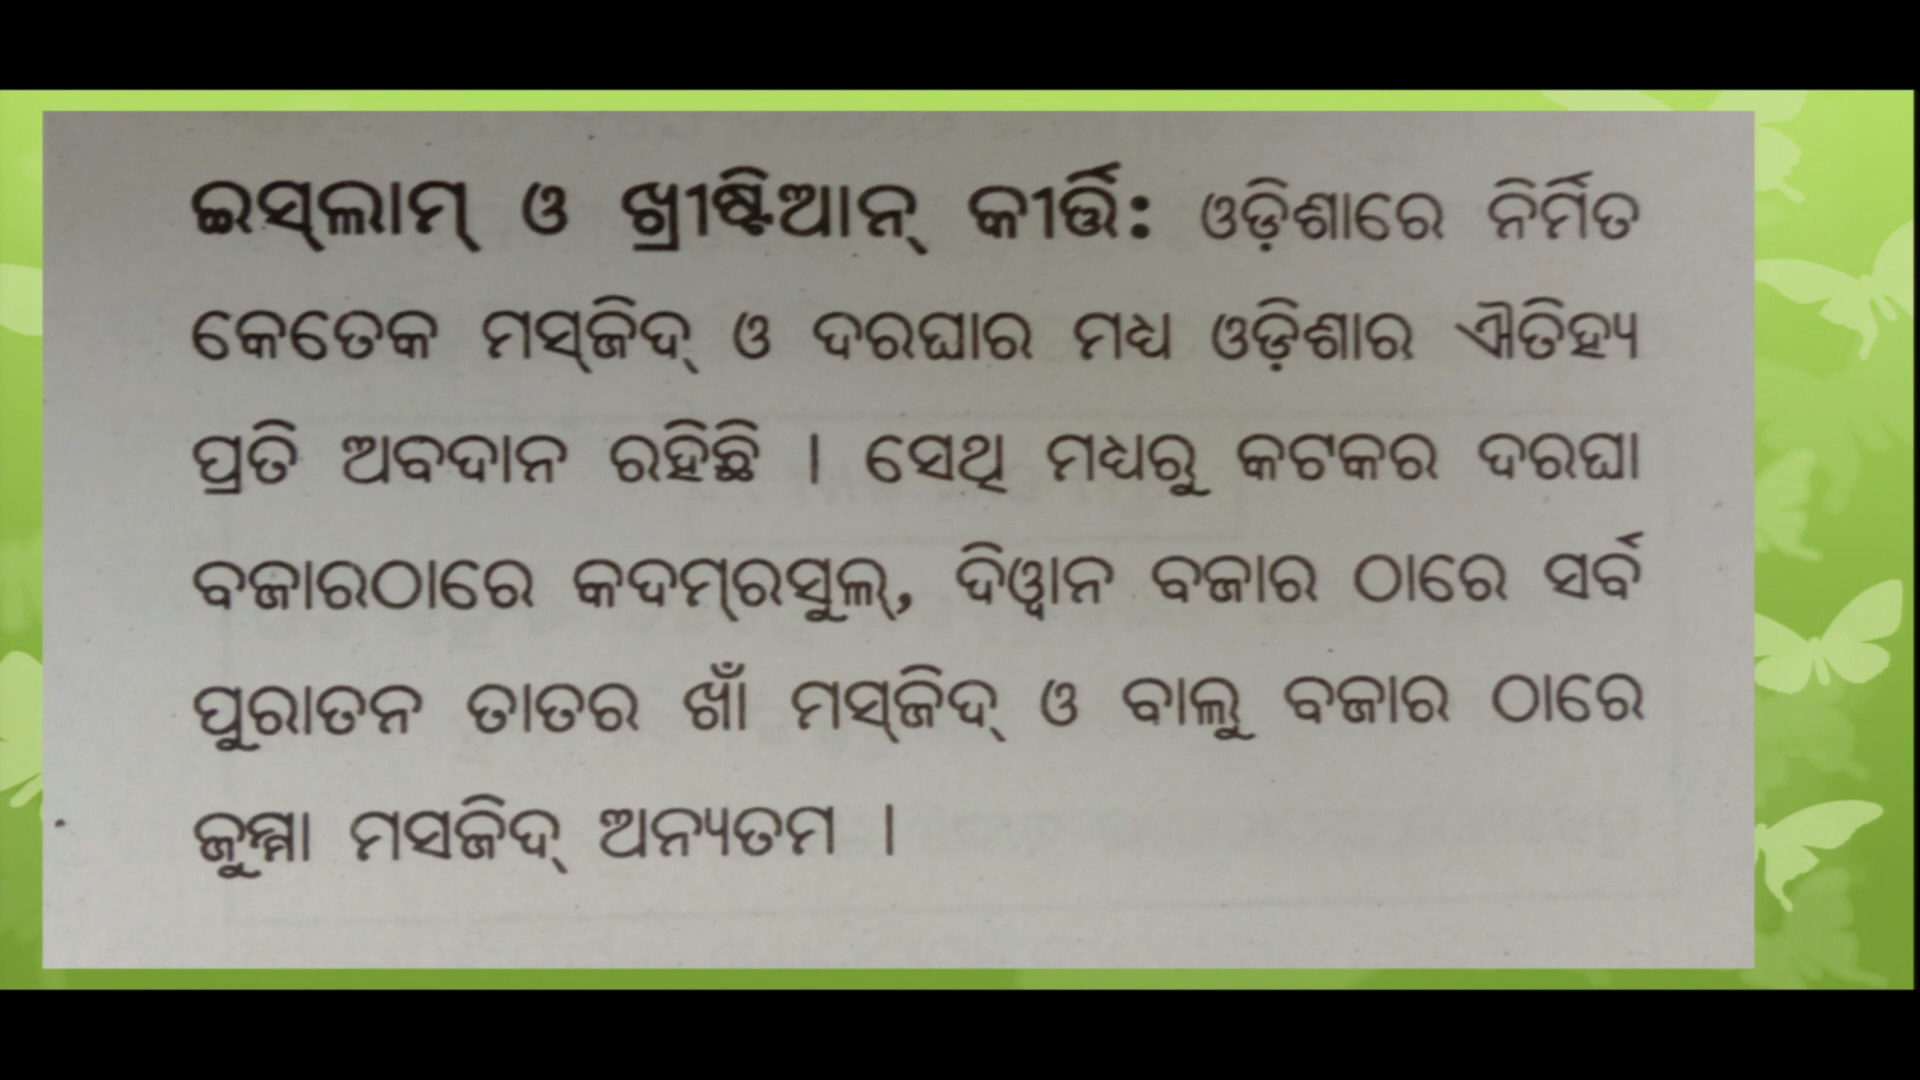 ଇସ୍‌ଲାମ୍ ଓ ଖ୍ରୀଷ୍ଟିଆନ୍ କୀର୍ତ୍ତି: ଓଡ଼ିଶାରେ ନିର୍ମିତ
କେତେକ ମସ୍‌ଜିଦ୍ ଓ ଦରଘାର ମଧ୍ୟ ଓଡ଼ିଶାର ଐତିହ୍ୟ
ପ୍ରତି ଅବଦାନ ରହିଛି । ସେଥି ମଧ୍ୟରୁ କଟକର ଦରଘା
ବଜାରଠାରେ କଦମ୍‌ରସୁଲ୍, ଦିୱାନ ବଜାର ଠାରେ ସର୍ବ
ପୁରାତନ ତାତର ଖାଁ ମସ୍‌ଜିଦ୍ ଓ ବାଲୁ ବଜାର ଠାରେ
ଜୁମ୍ମା ମସଜିଦ୍ ଅନ୍ୟତମ ।